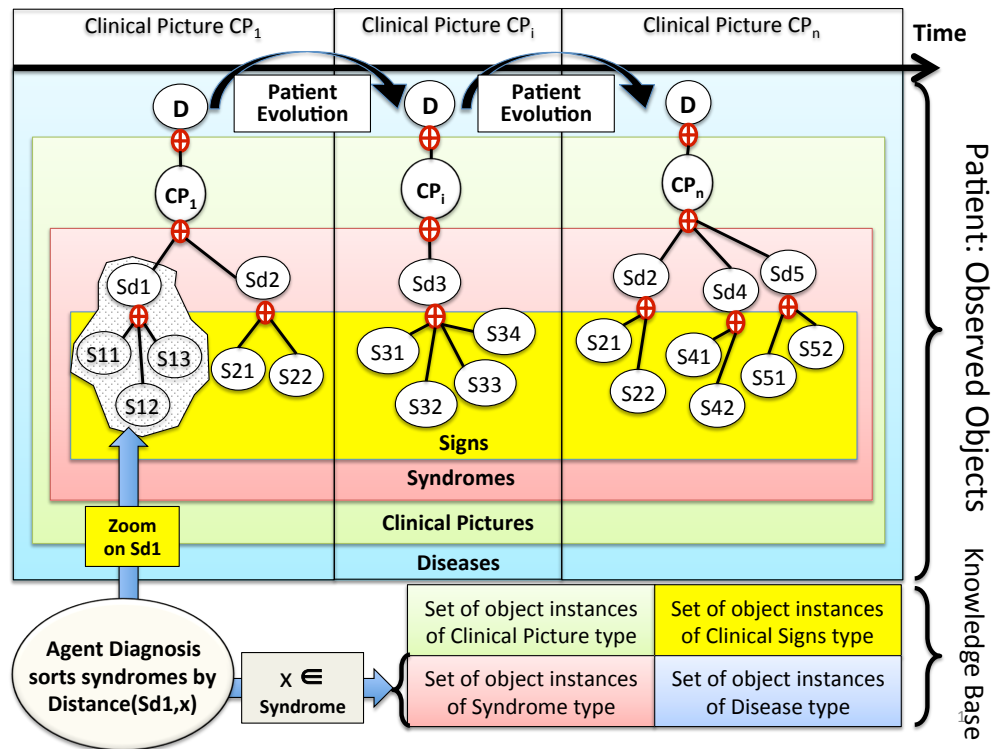 Clinical Picture CP1
Clinical Picture CPi
Clinical Picture CPn
Time
D
Patient
Evolution
D
Patient
Evolution
D
CP1
CPi
CPn
Sd1
Sd2
Sd3
Sd2
Sd4
Sd5
S11
S13
S12
S21
S22
S31
S34
S33
S32
S21
S22
S41
S42
S51
S52
Signs
Syndromes
Clinical Pictures
Diseases
Patient: Observed Objects
Zoom
on Sd1
Agent Diagnosis
sorts syndromes by
Distance(Sd1,x)
x ∈
Syndrome
Set of object instances
of Clinical Picture type
Set of object instances
of Clinical Signs type
Set of object instances
of Syndrome type
Set of object instances
of Disease type
Knowledge Base
1